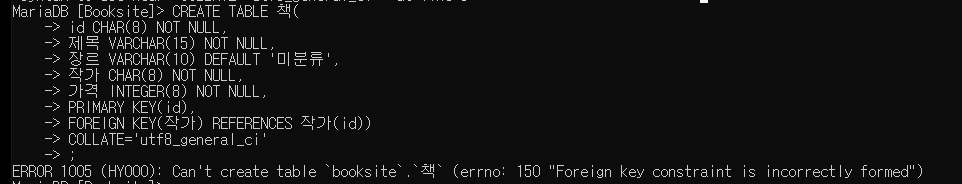 MariaDB [Booksite]> CREATE TABLE 책(
-> id CHAR(8) NOT NULL,
-> 제목 VARCHAR(15) NOT NULL,
-> 장르 VARCHAR(10) DEFAULT '미분류',
-> 작가 CHAR(8) NOT NULL,
-> 가격 INTEGER(8) NOT NULL,
-> PRIMARY KEY(id),
-> FOREIGN KEY(작가) REFERENCES 작가(id))
-> COLLATE='utf8_general_ci'
-> ;
ERROR 1005 (HY000): Can't create table `booksite`.`책` (errno: 150 "Foreign key constraint is incorrectly formed")